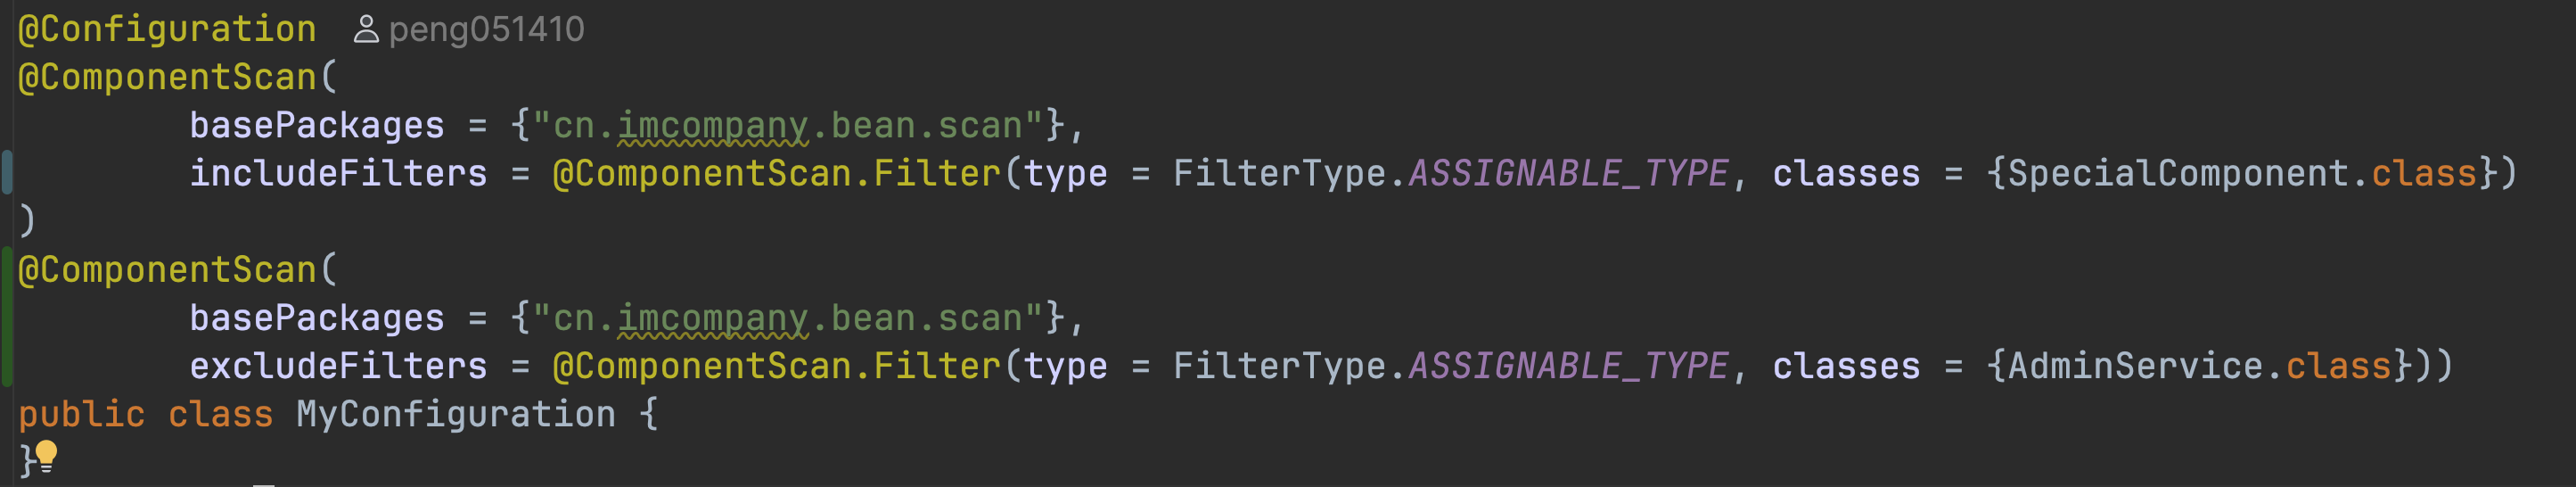 @Configuration peng051410
@ComponentScan(
        basePackages = {"cn.imcompany.bean.scan"},
        includeFilters = @ComponentScan.Filter(type = FilterType.ASSIGNABLE_TYPE, classes = {SpecialComponent.class})
)
@ComponentScan(
        basePackages = {"cn.imcompany.bean.scan"},
        excludeFilters = @ComponentScan.Filter(type = FilterType.ASSIGNABLE_TYPE, classes = {AdminService.class}))
public class MyConfiguration {
}